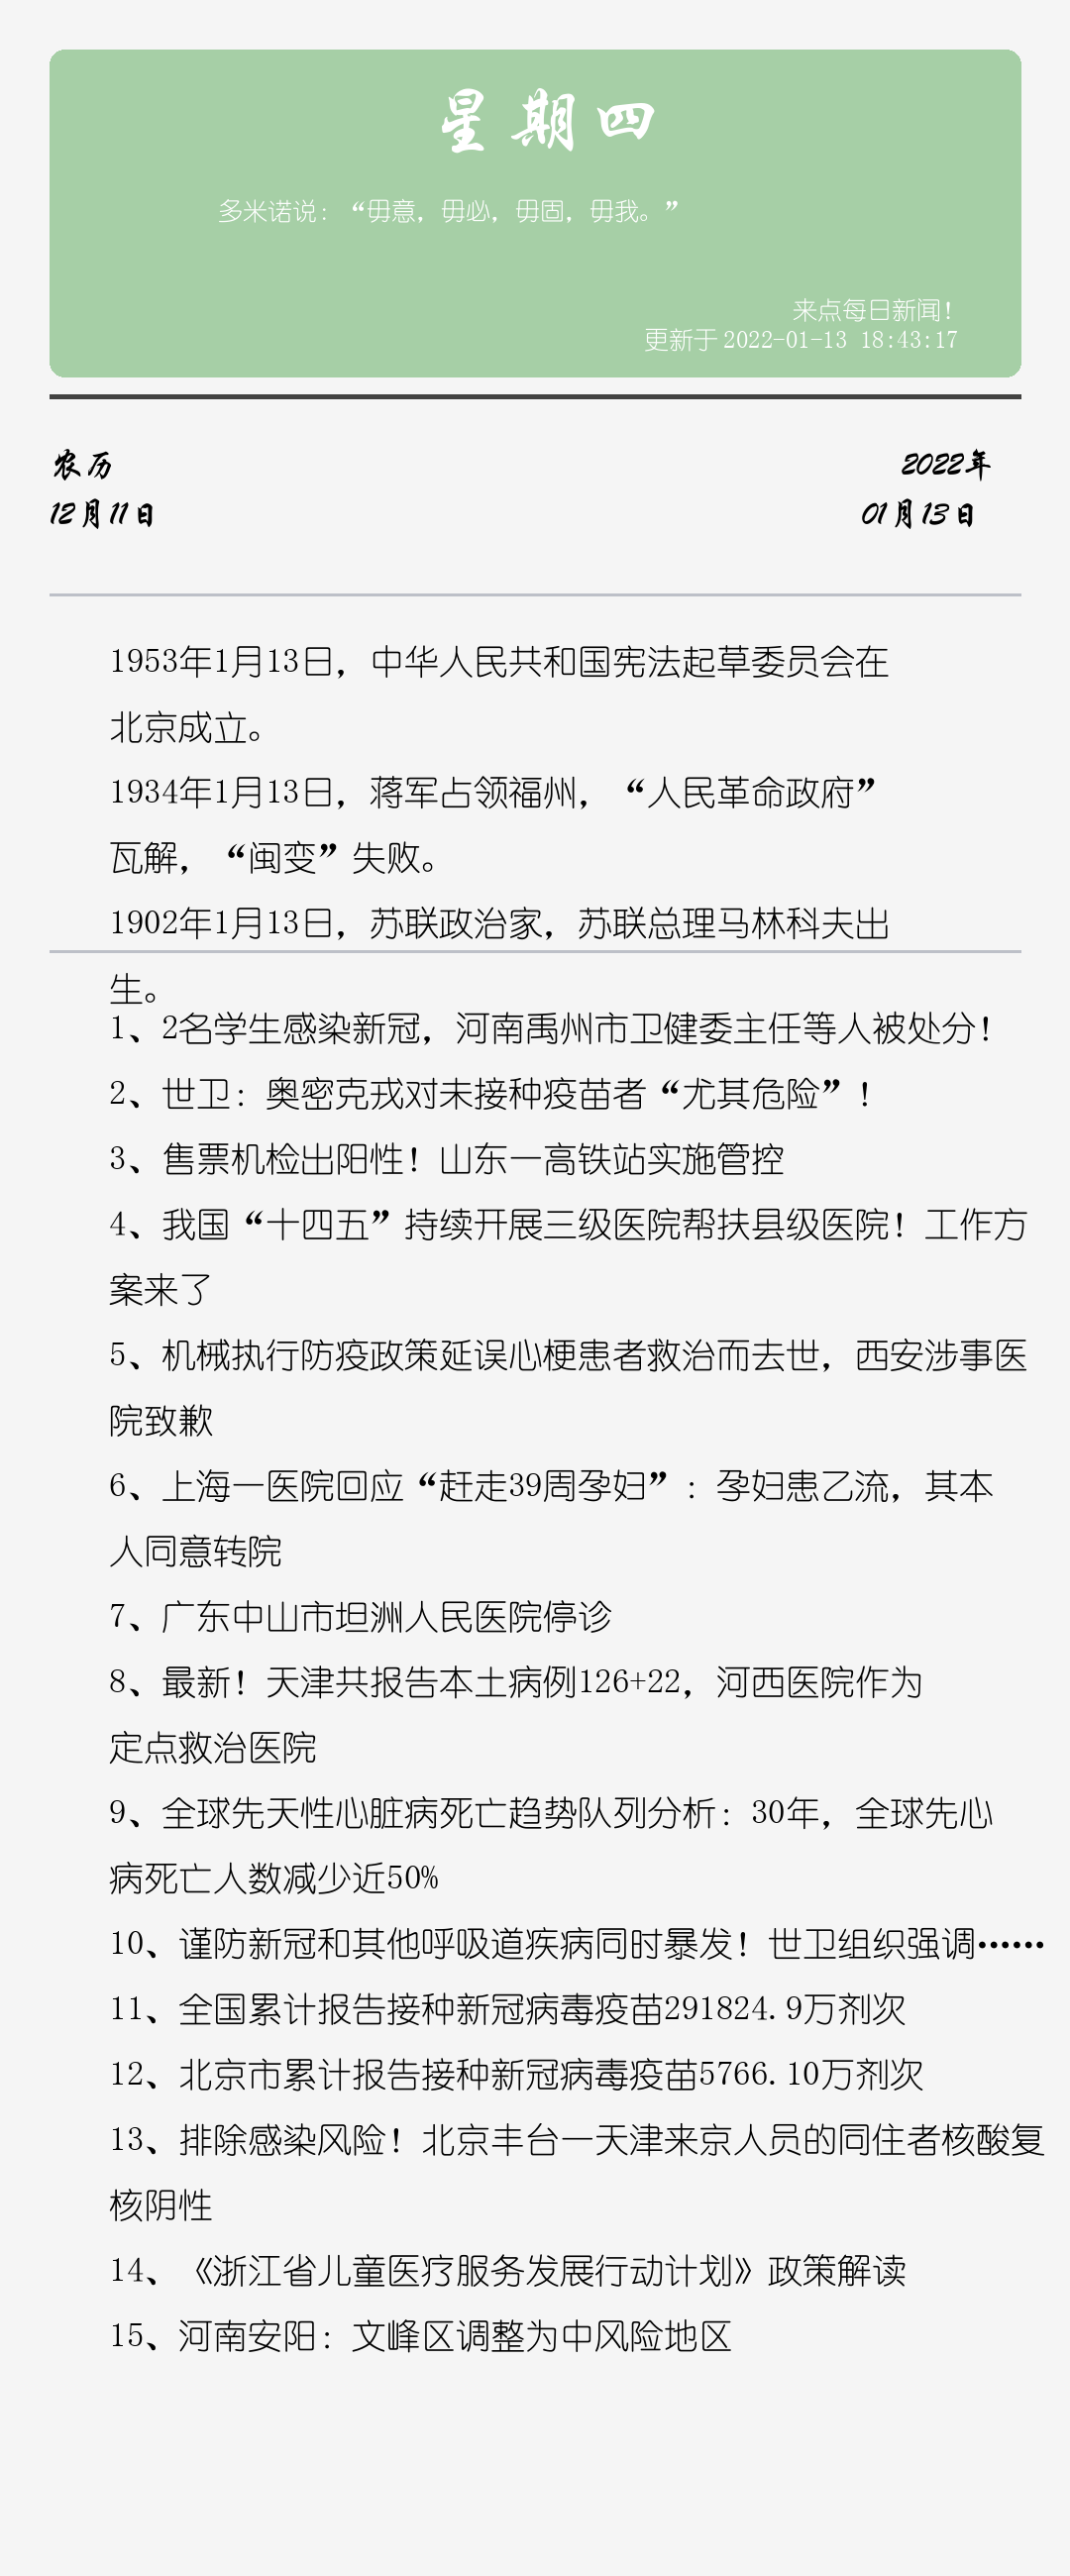 星期四
多米诺说：“毋意，毋必，毋固，毋我。”
来点每日新闻！
更新于 2022-01-13 18:43:17
农历
2022年
12月11日
01月13日
1953年1月13日，中华人民共和国宪法起草委员会在
北京成立。
1934年1月13日，蒋军占领福州，“人民革命政府”
瓦解，“闽变”失败。
1902年1月13日，苏联政治家，苏联总理马林科夫出
生。
1、2名学生感染新冠，河南禹州市卫健委主任等人被处分！
2、世卫：奥密克戎对未接种疫苗者“尤其危险”！
3、售票机检出阳性！山东一高铁站实施管控
4、我国“十四五”持续开展三级医院帮扶县级医院！工作方
案来了
5、机械执行防疫政策延误心梗患者救治而去世，西安涉事医
院致歉
6、上海一医院回应“赶走39周孕妇”：孕妇患乙流，其本
人同意转院
7、广东中山市坦洲人民医院停诊
8、最新！天津共报告本土病例126+22，河西医院作为
定点救治医院
9、全球先天性心脏病死亡趋势队列分析：30年，全球先心
病死亡人数减少近50%
10、谨防新冠和其他呼吸道疾病同时暴发！世卫组织强调……
11、全国累计报告接种新冠病毒疫苗291824.9万剂次
12、北京市累计报告接种新冠病毒疫苗5766.10万剂次
13、排除感染风险！北京丰台一天津来京人员的同住者核酸复
核阴性
14、《浙江省儿童医疗服务发展行动计划》政策解读
15、河南安阳：文峰区调整为中风险地区